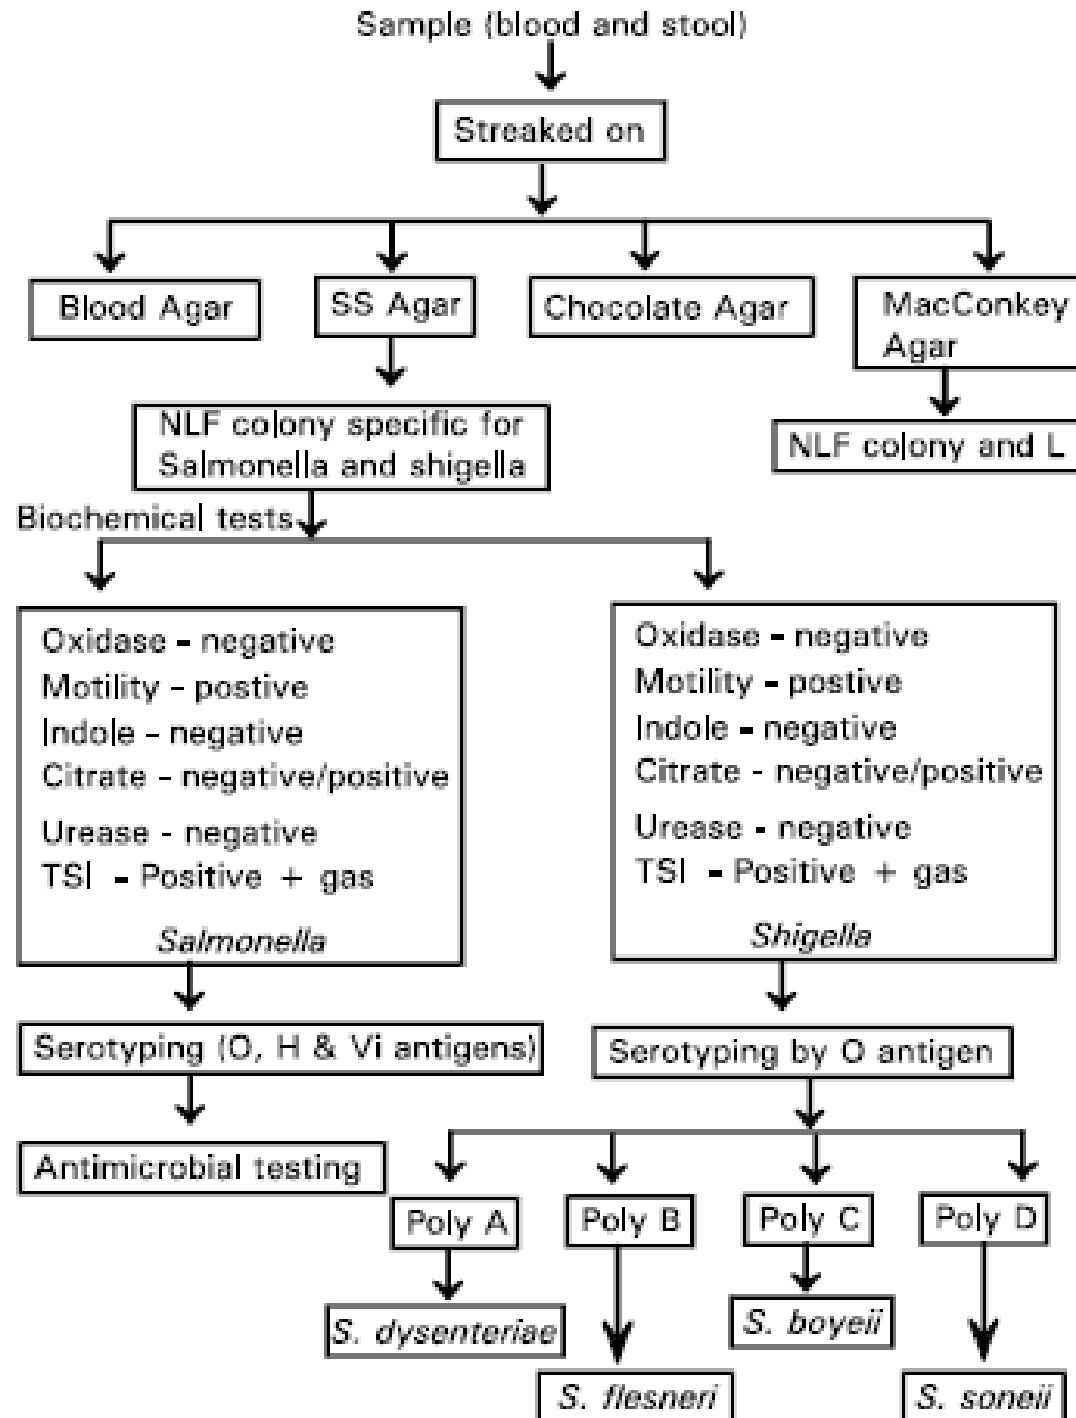 Sample (blood and stool)
Streaked on
Blood Agar
SS Agar
Chocolate Agar
MacConkey
Agar
NLF colony specific for
Salmonella and shigella
NLF colony and L
Biochemical tests
Oxidase - negative
Motility - postive
Indole - negative
Citrate - negative/positive
Urease - negative
TSI - Positive + gas
Salmonella
Oxidase - negative
Motility - postive
Indole - negative
Citrate - negative/positive
Urease - negative
TSI - Positive + gas
Shigella
Serotyping (O, H & Vi antigens)
Serotyping by O antigen
Antimicrobial testing
Poly A
Poly B
Poly C
Poly D
S. dysenteriae
S. boyeii
S. flesneri
S. soneii